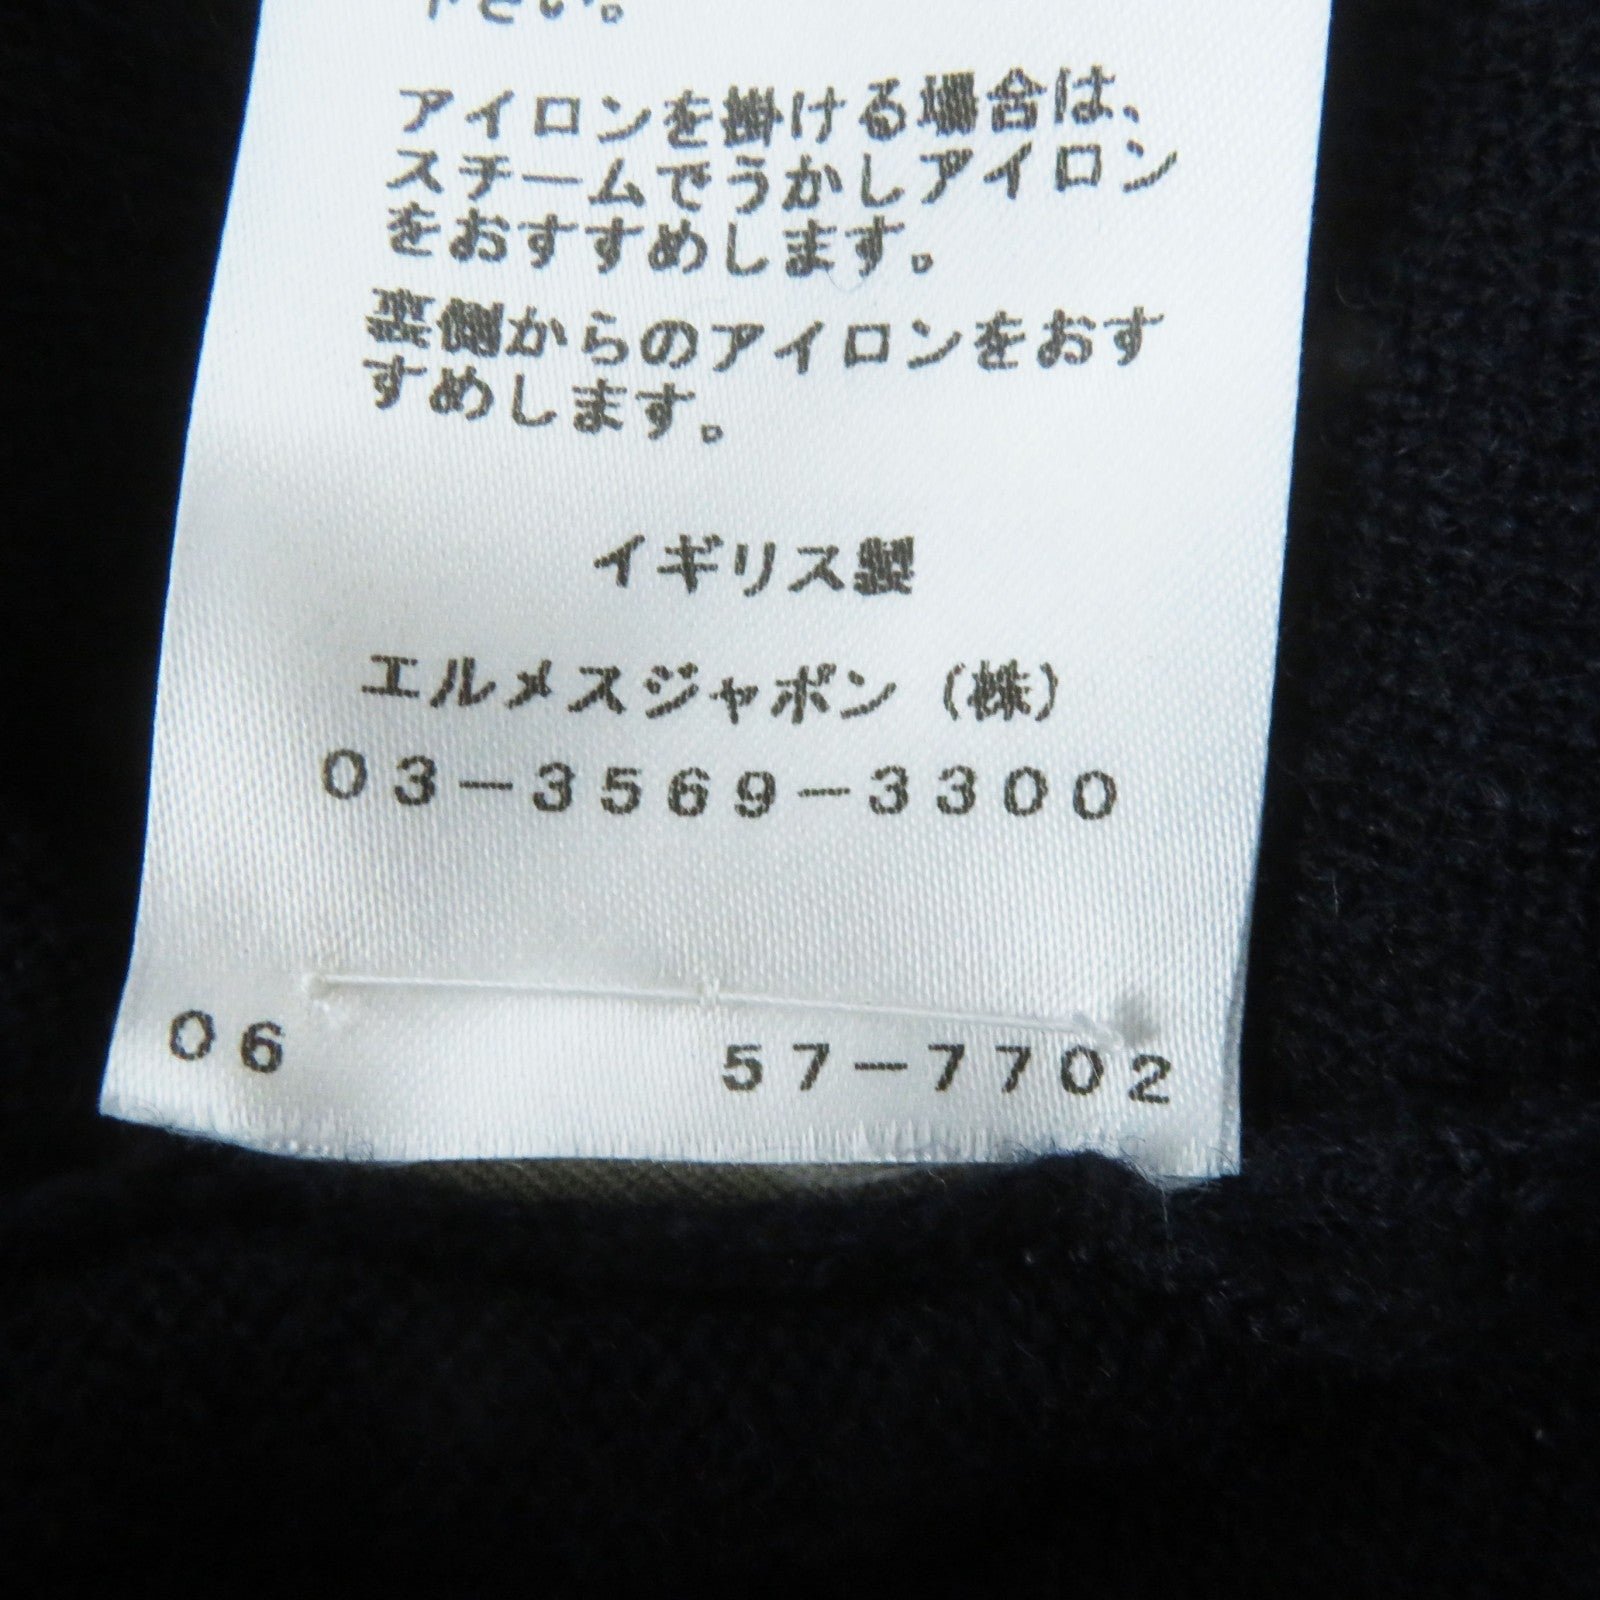 下さい。
アイロンを掛ける場合は、
スチームでうかしアイロン
をおすすめします。
裏側からのアイロンをおす
すめします。
イギリス製
エルメスジャポン（株）
03-3569-3300
06 57-7702